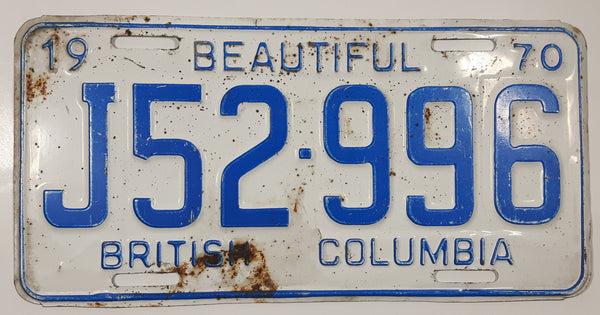 19 BEAUTIFUL 70
J52·996
BRITISH COLUMBIA